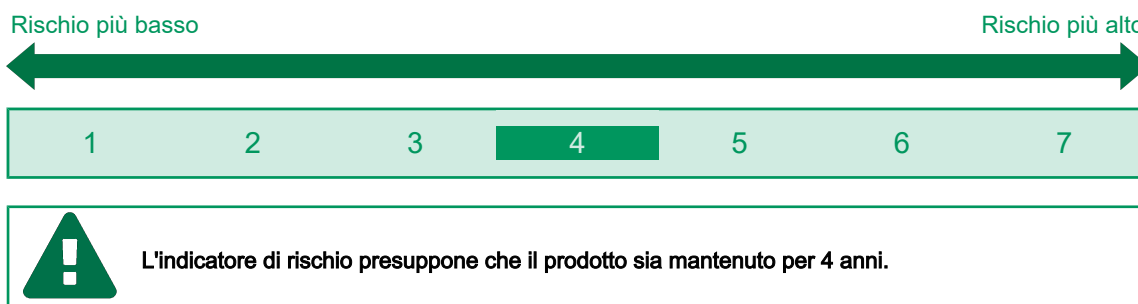 Rischio più basso Rischio più alto
1 2 3 4 5 6 7
L'indicatore di rischio presuppone che il prodotto sia mantenuto per 4 anni.